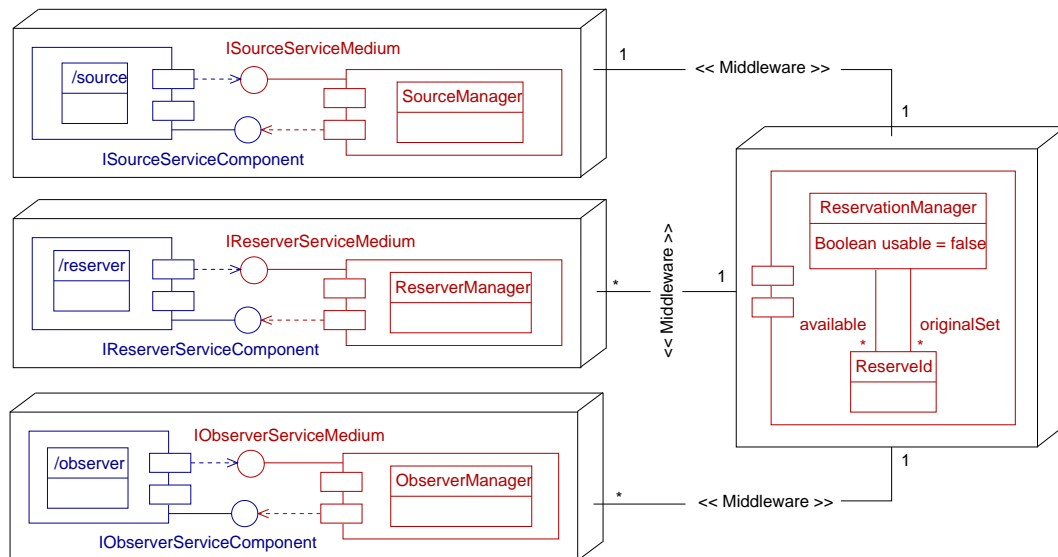 ISourceServiceMedium
/source
SourceManager
ISourceServiceComponent
1
<< Middleware >>
1
IReserverServiceMedium
/reserver
ReserverManager
IReserverServiceComponent
*
<< Middleware >>
1
ReservationManager
Boolean usable = false
available
originalSet
*
*
ReserveId
IObserverServiceMedium
/observer
ObserverManager
IObserverServiceComponent
*
<< Middleware >>
1